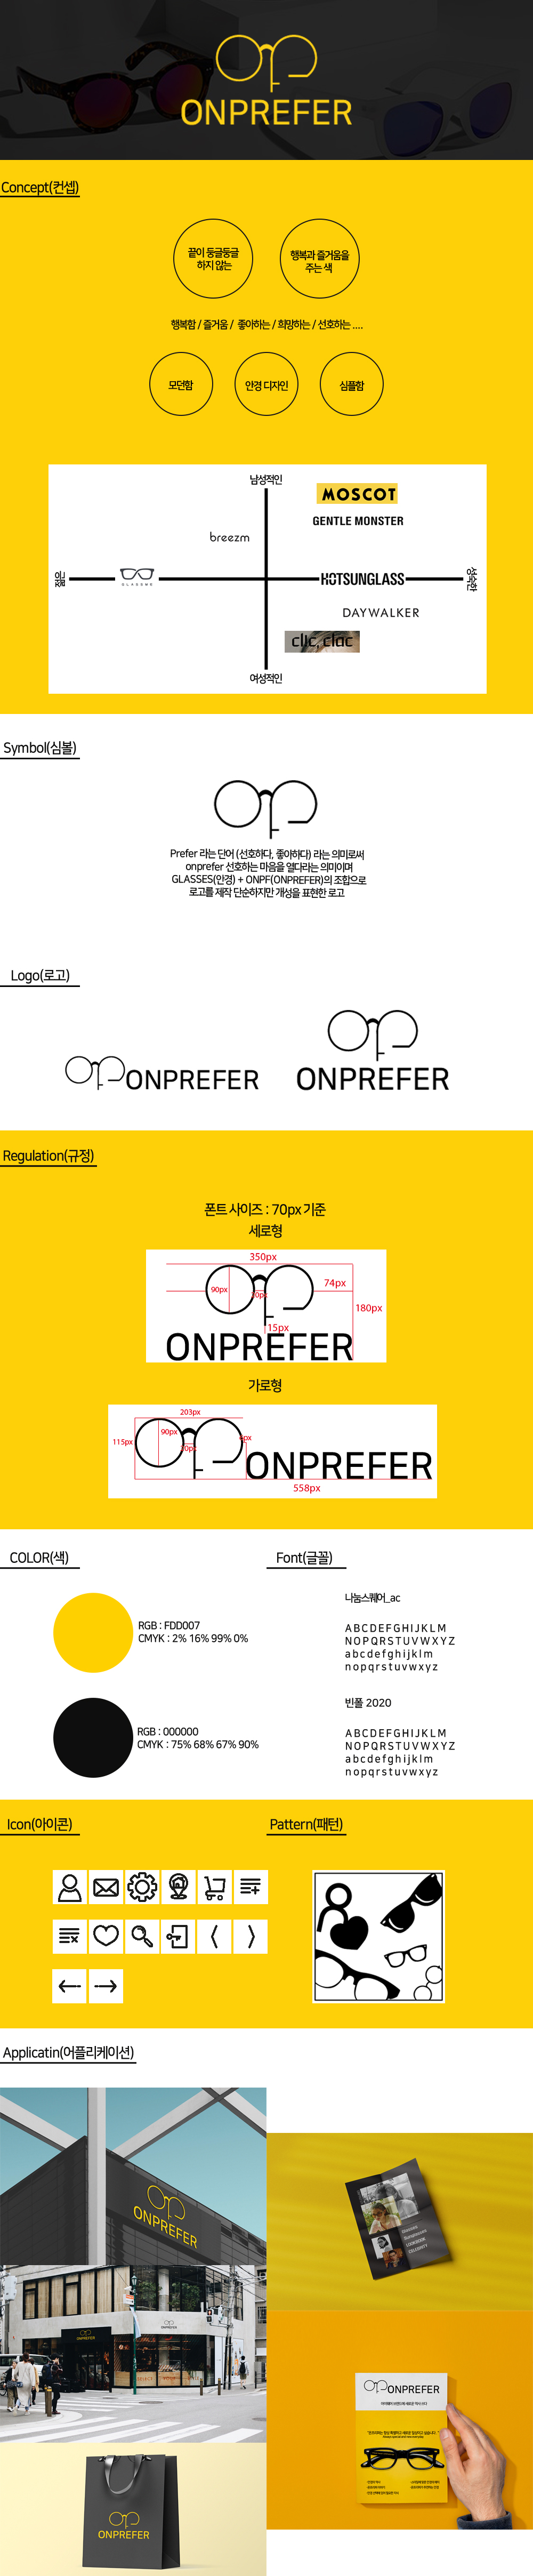 ONPREFER
Concept(컨셉)
끝이 둥글둥글
하지 않는
행복과 즐거움을
주는 색
행복함 / 즐거움 / 좋아하는 / 희망하는 / 선호하는 ....
모던함
안경 디자인
심플함
남성적인
MOSCOT
GENTLE MONSTER
breezm
젊은
GLASSME
HOTSUNGLASS
성숙한
DAYWALKER
clic. clac
여성적인
Symbol(심볼)
Prefer 라는 단어 (선호하다, 좋아하다) 라는 의미로써
onprefer 선호하는 마음을 열다라는 의미이며
GLASSES(안경) + ONPF(ONPREFER)의 조합으로
로고를 제작 단순하지만 개성을 표현한 로고
Logo(로고)
ONPREFER
ONPREFER
Regulation(규정)
폰트 사이즈 : 70px 기준
세로형
350px
90px
74px
180px
15px
ONPREFER
가로형
203px
115px
90px
ONPREFER
558px
COLOR(색)
RGB : FDD007
CMYK : 2% 16% 99% 0%
RGB : 000000
CMYK : 75% 68% 67% 90%
Font(글꼴)
나눔스퀘어_ac
ABCDEFGHIJKLM
NOPQRSTUVWXYZ
abcdefghijklm
nopqrstuvwxyz
빈폴 2020
ABCDEFGHIJKLM
NOPQRSTUVWXYZ
abcdefghijklm
nopqrstuvwxyz
Icon(아이콘)
Pattern(패턴)
Applicatin(어플리케이션)
ONPREFER
ONPREFER
ONPREFER
ONPREFER
LOOKBOOK
CELEBRITY
ONPREFER